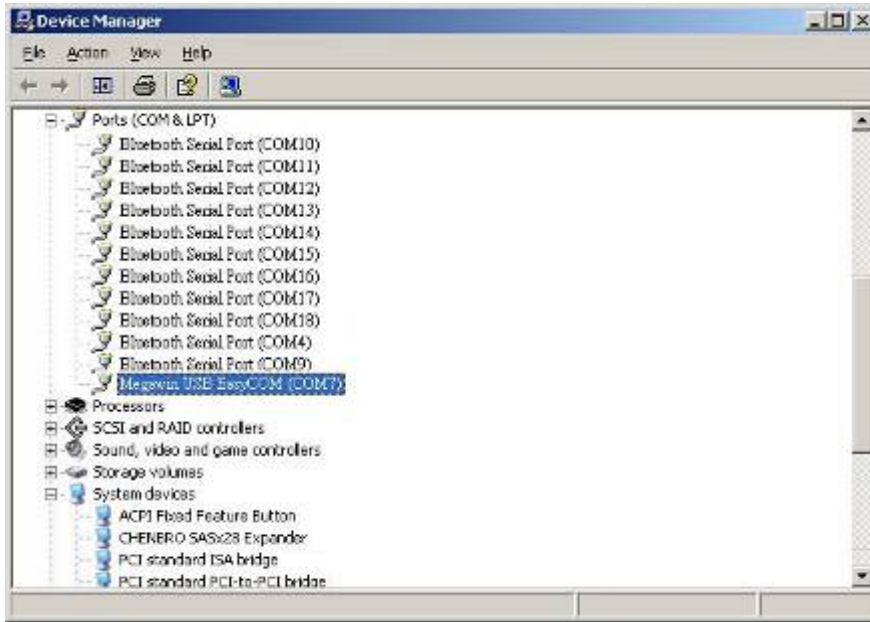 Device Manager
File Action View Help
Ports (COM & LPT)
Bluetooth Serial Port (COM10)
Bluetooth Serial Port (COM11)
Bluetooth Serial Port (COM12)
Bluetooth Serial Port (COM13)
Bluetooth Serial Port (COM14)
Bluetooth Serial Port (COM15)
Bluetooth Serial Port (COM16)
Bluetooth Serial Port (COM17)
Bluetooth Serial Port (COM18)
Bluetooth Serial Port (COM4)
Bluetooth Serial Port (COM9)
Megawin USB EasyCOM (COM7)
Processors
SCSI and RAID controllers
Sound, video and game controllers
Storage volumes
System devices
ACPI Fixed Feature Button
CHENBRO SASx28 Expander
PCI standard ISA bridge
PCI standard PCI-to-PCI bridge